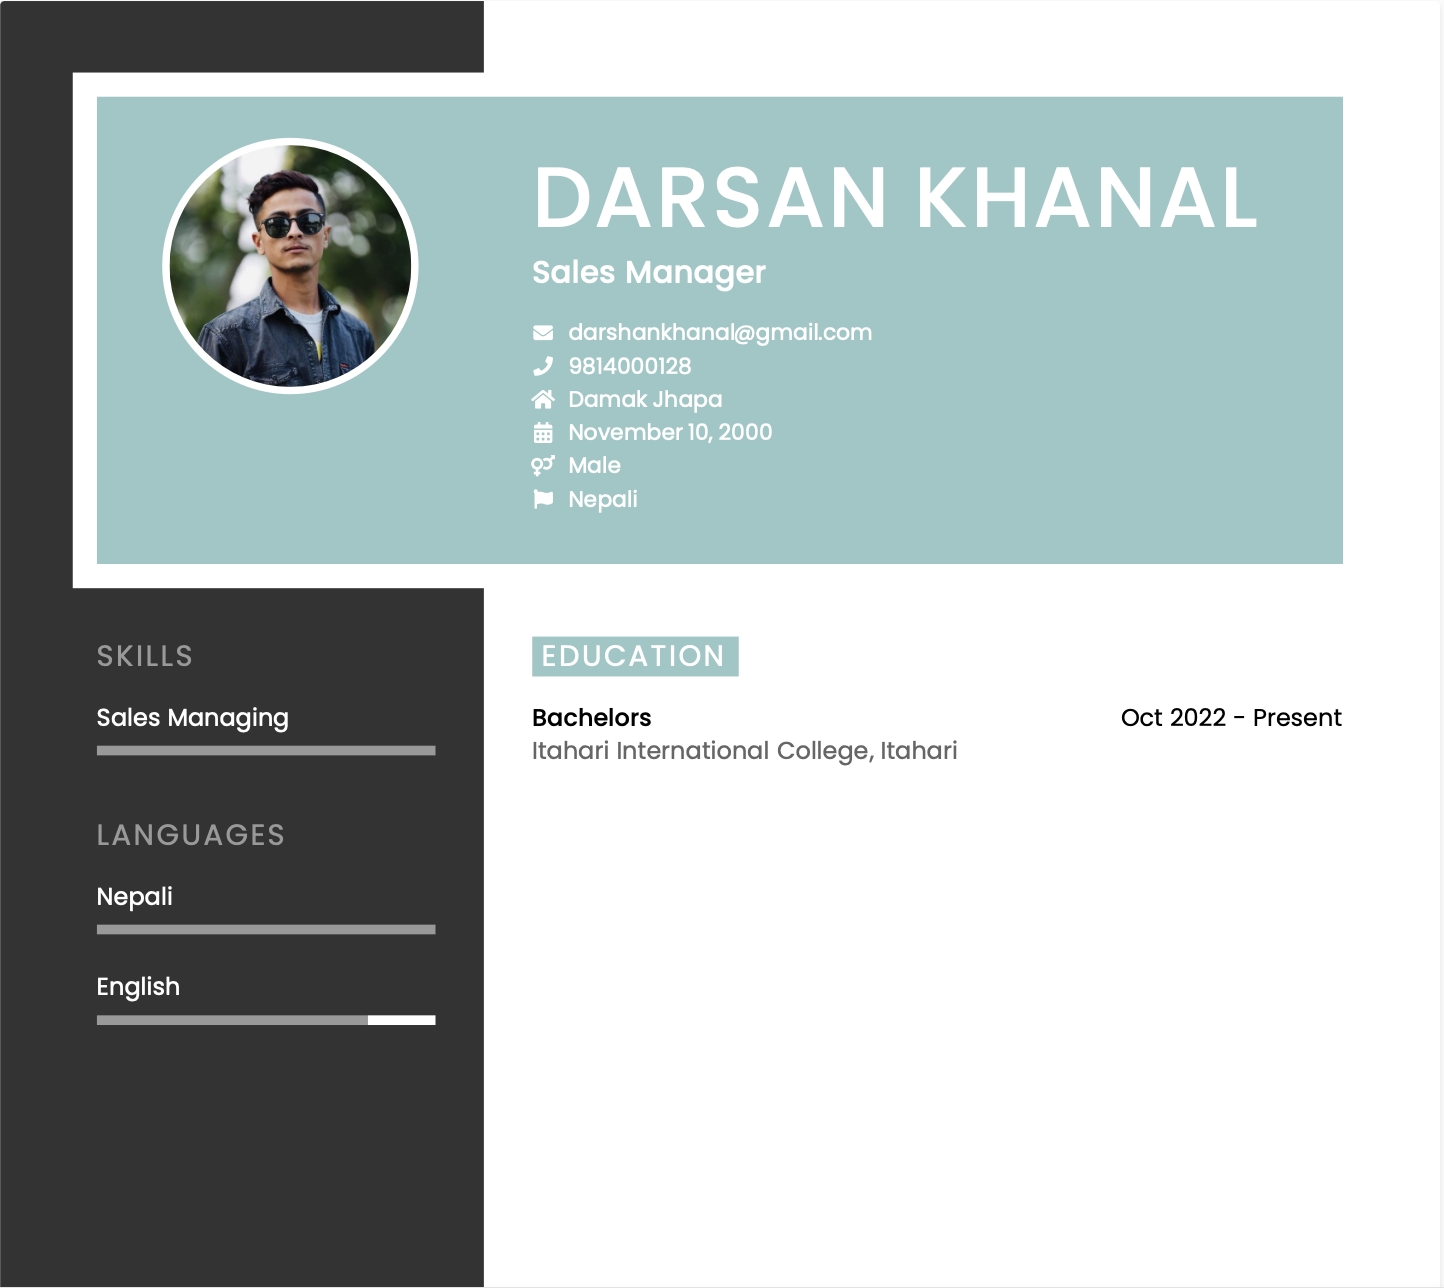 DARSAN KHANAL
Sales Manager
darshankhanal@gmail.com
9814000128
Damak Jhapa
November 10, 2000
Male
Nepali
SKILLS
Sales Managing
LANGUAGES
Nepali
English
EDUCATION
Bachelors
Oct 2022 - Present
Itahari International College, Itahari